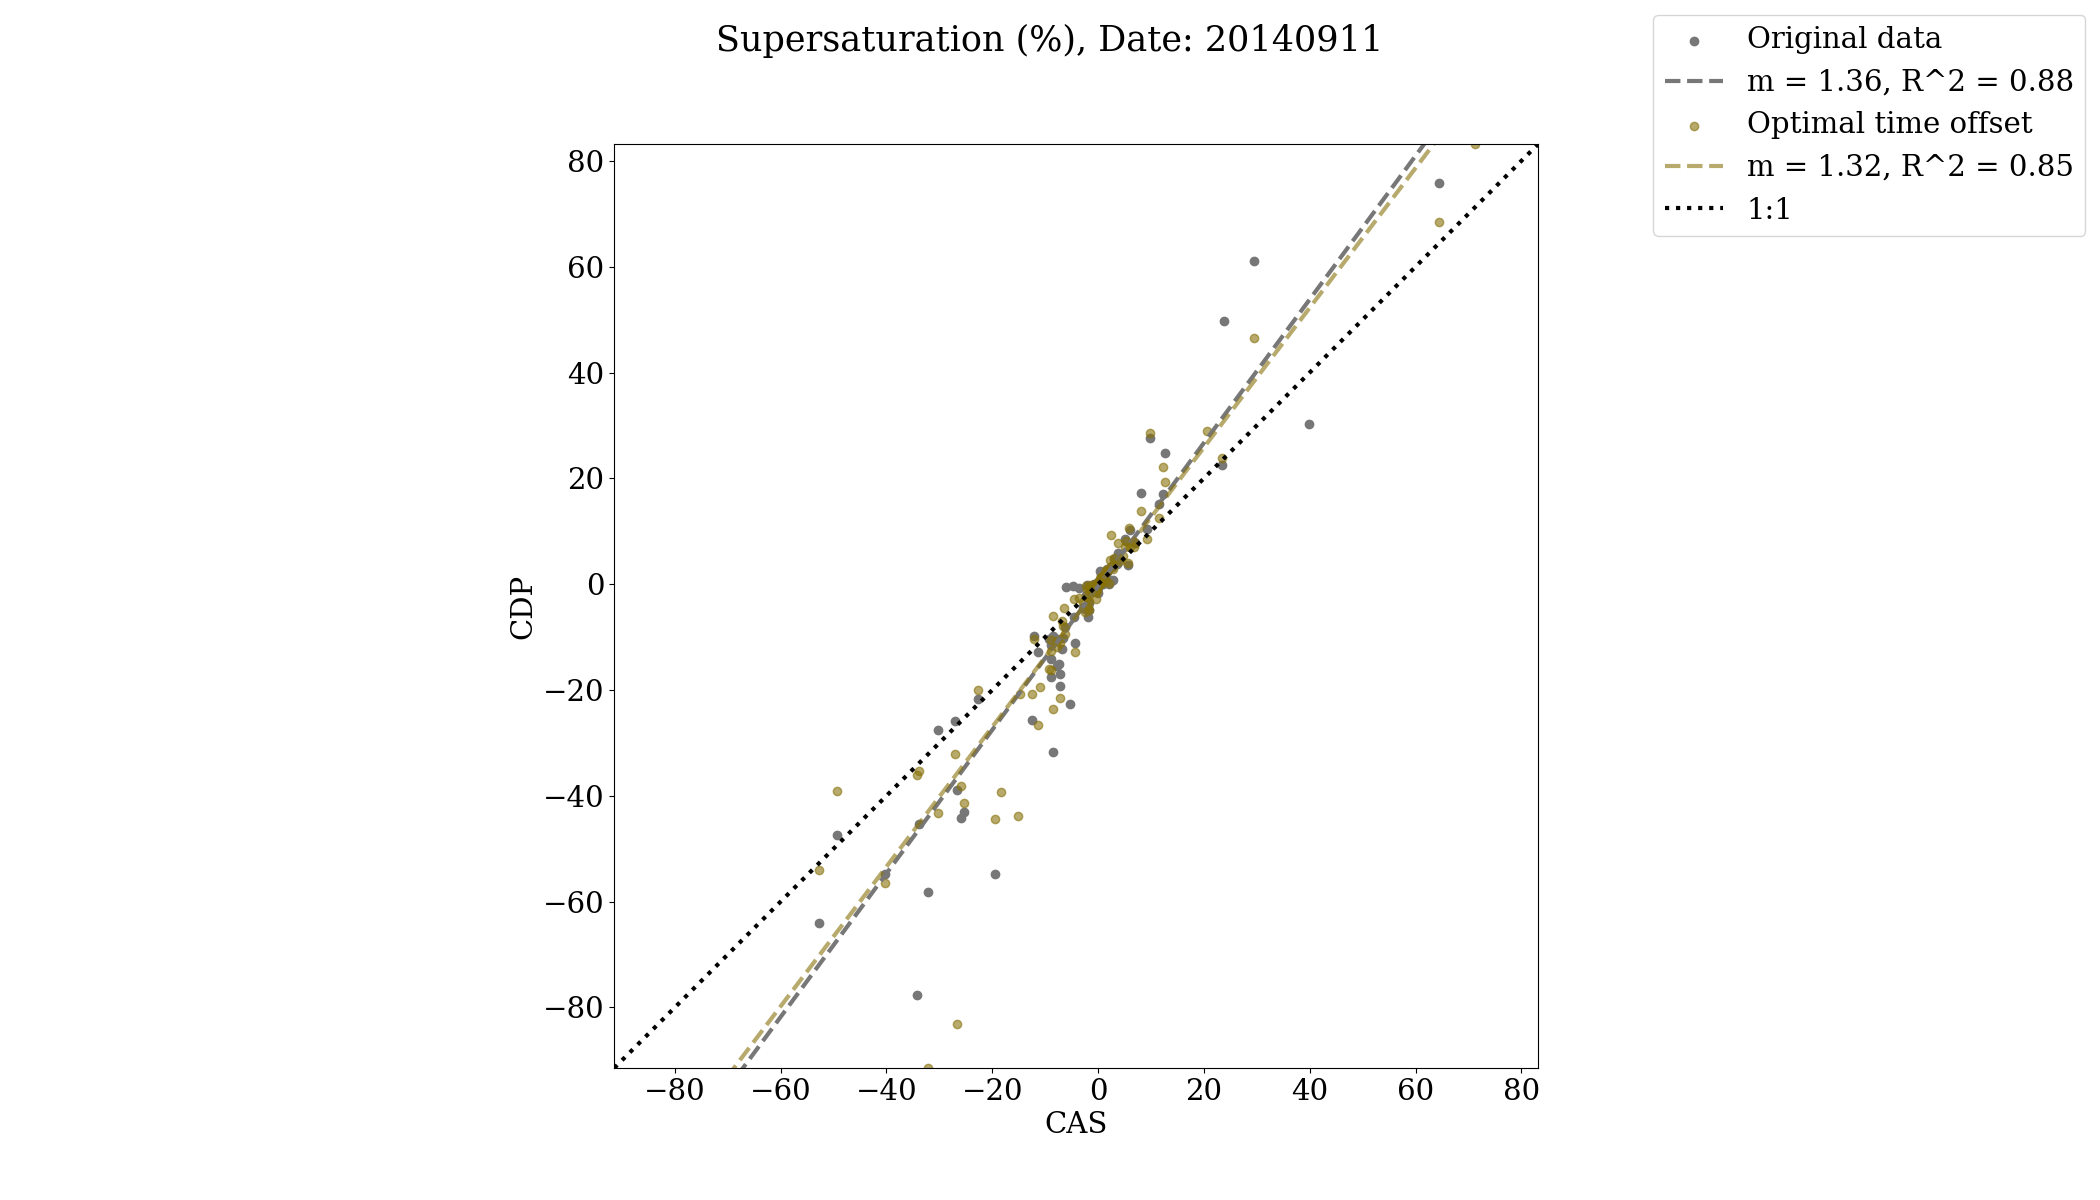 Supersaturation (%), Date: 20140911
Original data
m = 1.36, R^2 = 0.88
Optimal time offset
m = 1.32, R^2 = 0.85
1:1
80
60
40
20
0
−20
−40
−60
−80
CDP
−80 −60 −40 −20 0 20 40 60 80
CAS